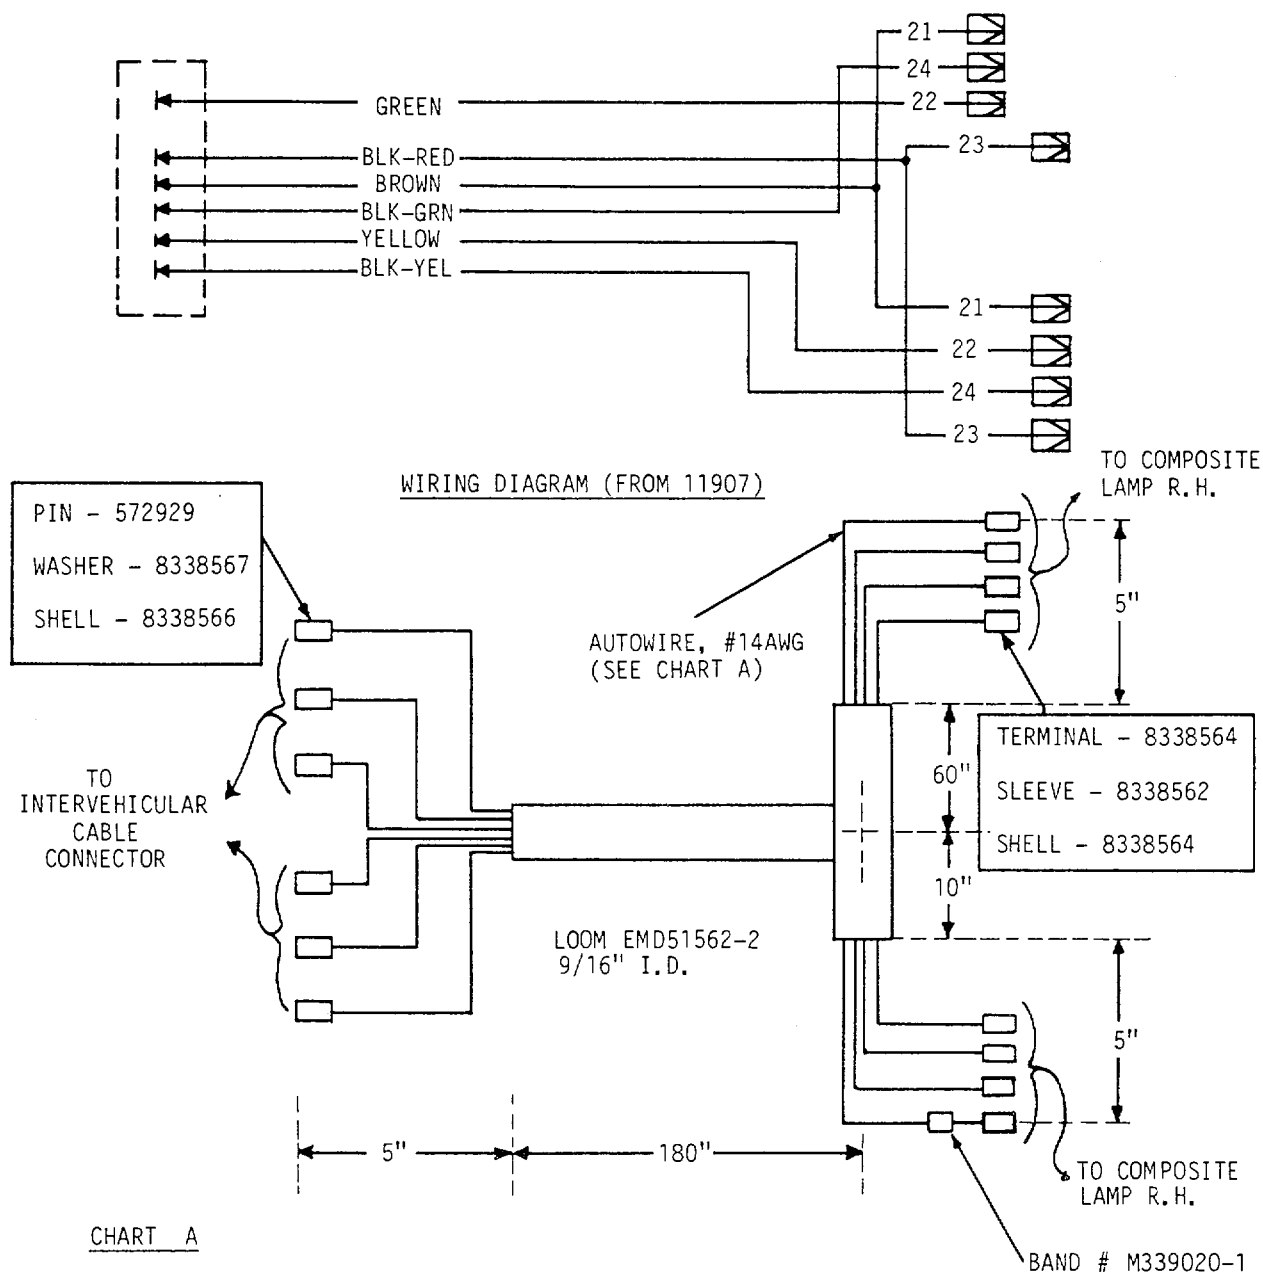 21
24
GREEN
22
BLK-RED
23
BROWN
BLK-GRN
YELLOW
BLK-YEL
21
22
24
23
WIRING DIAGRAM (FROM 11907)
TO COMPOSITE
LAMP R.H.
PIN - 572929
WASHER - 8338567
SHELL - 8338566
5"
AUTOWIRE, #14AWG
(SEE CHART A)
TERMINAL - 8338564
SLEEVE - 8338562
SHELL - 8338564
60"
10"
TO
INTERVEHICULAR
CABLE
CONNECTOR
LOOM EMD51562-2
9/16" I.D.
5"
5"
180"
TO COMPOSITE
LAMP R.H.
CHART A
BAND # M339020-1